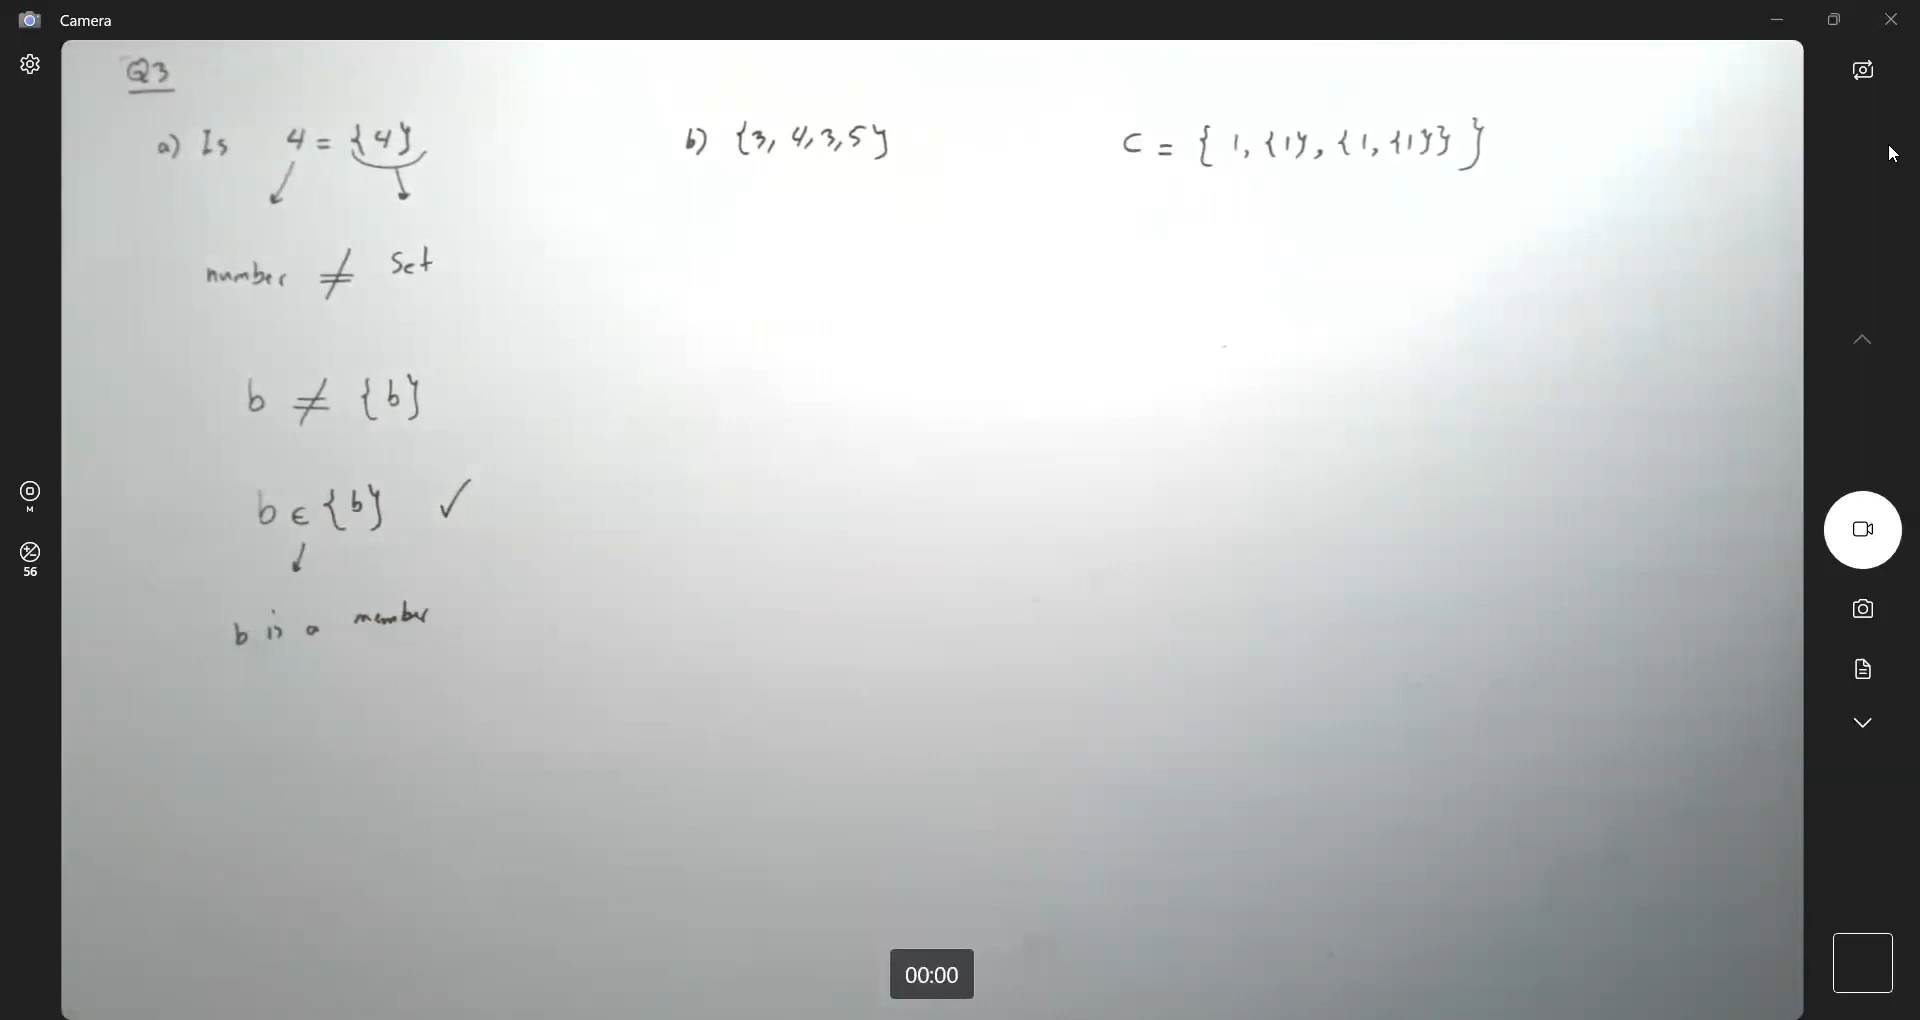 Camera
Q3
a) Is 4 = {4}
b) {3, 4, 3, 5}
C = { 1, {1}, {1, {1}} }
number ≠ Set
b ≠ {b}
b ∈ {b} ✓
b is a member
M
56
00:00